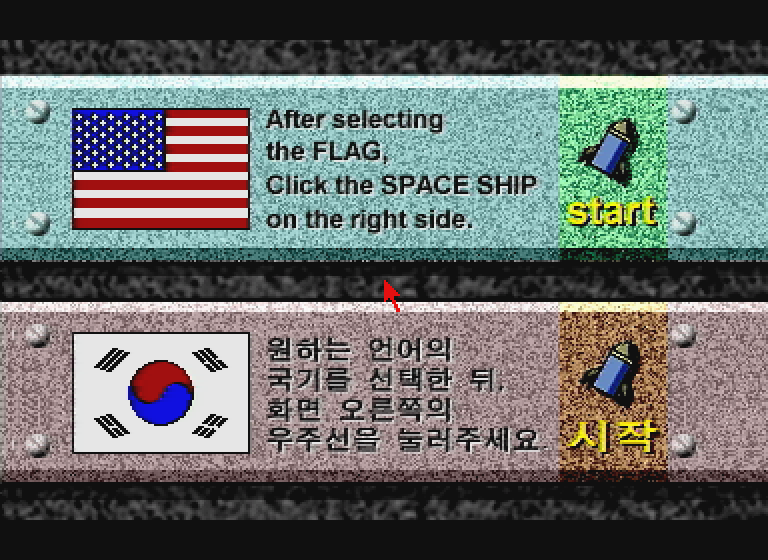 After selecting
the FLAG,
Click the SPACE SHIP
on the right side.
start
원하는 언어의
국기를 선택한 뒤,
화면 오른쪽의
우주선을 눌러주세요.
시작